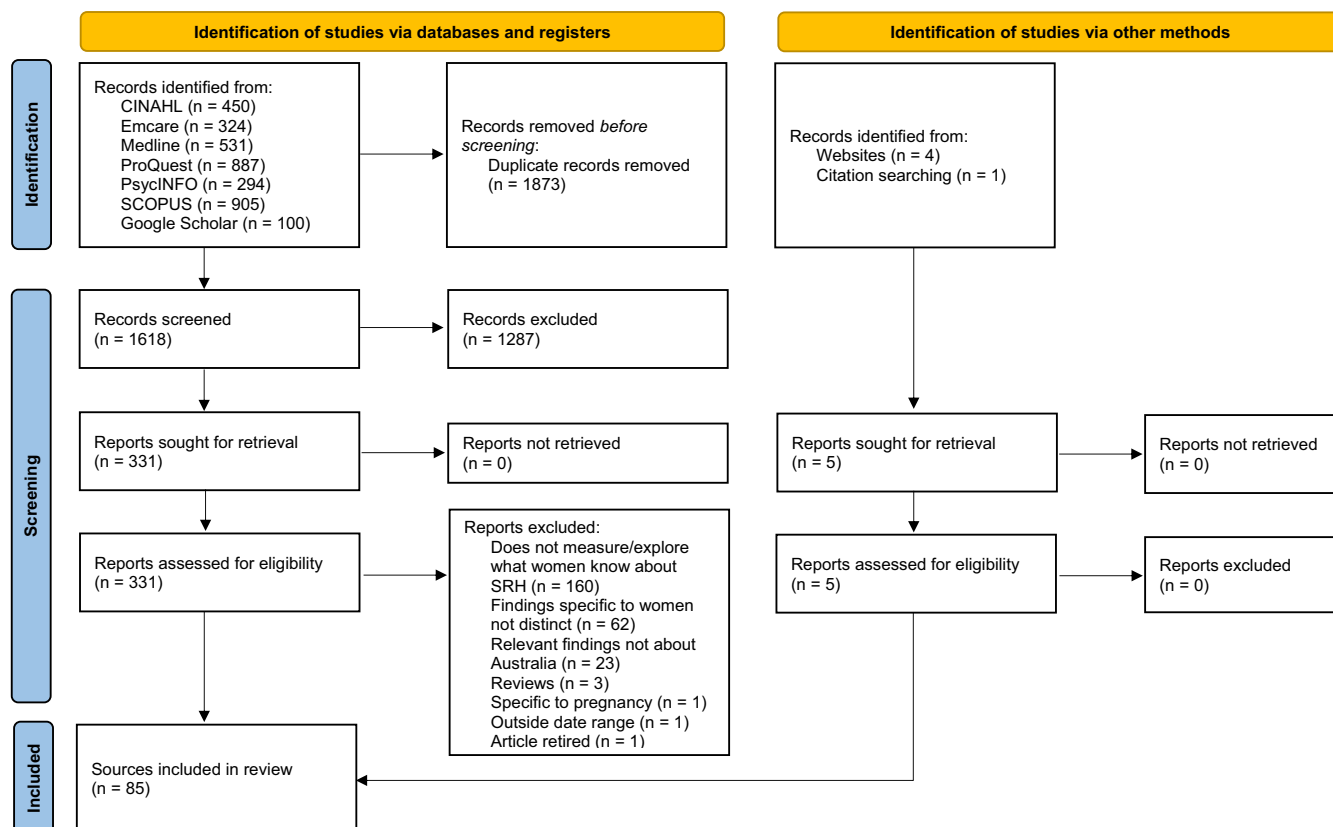 Identification of studies via databases and registers
Identification of studies via other methods
Identification
Records identified from:
CINAHL (n = 450)
Emcare (n = 324)
Medline (n = 531)
ProQuest (n = 887)
PsycINFO (n = 294)
SCOPUS (n = 905)
Google Scholar (n = 100)
Records removed before
screening:
Duplicate records removed
(n = 1873)
Records identified from:
Websites (n = 4)
Citation searching (n = 1)
Screening
Records screened
(n = 1618)
Records excluded
(n = 1287)
Reports sought for retrieval
(n = 331)
Reports not retrieved
(n = 0)
Reports sought for retrieval
(n = 5)
Reports not retrieved
(n = 0)
Reports assessed for eligibility
(n = 331)
Reports excluded:
Does not measure/explore
what women know about
SRH (n = 160)
Findings specific to women
not distinct (n = 62)
Relevant findings not about
Australia (n = 23)
Reviews (n = 3)
Specific to pregnancy (n = 1)
Outside date range (n = 1)
Article retired (n = 1)
Reports assessed for eligibility
(n = 5)
Reports excluded
(n = 0)
Included
Sources included in review
(n = 85)